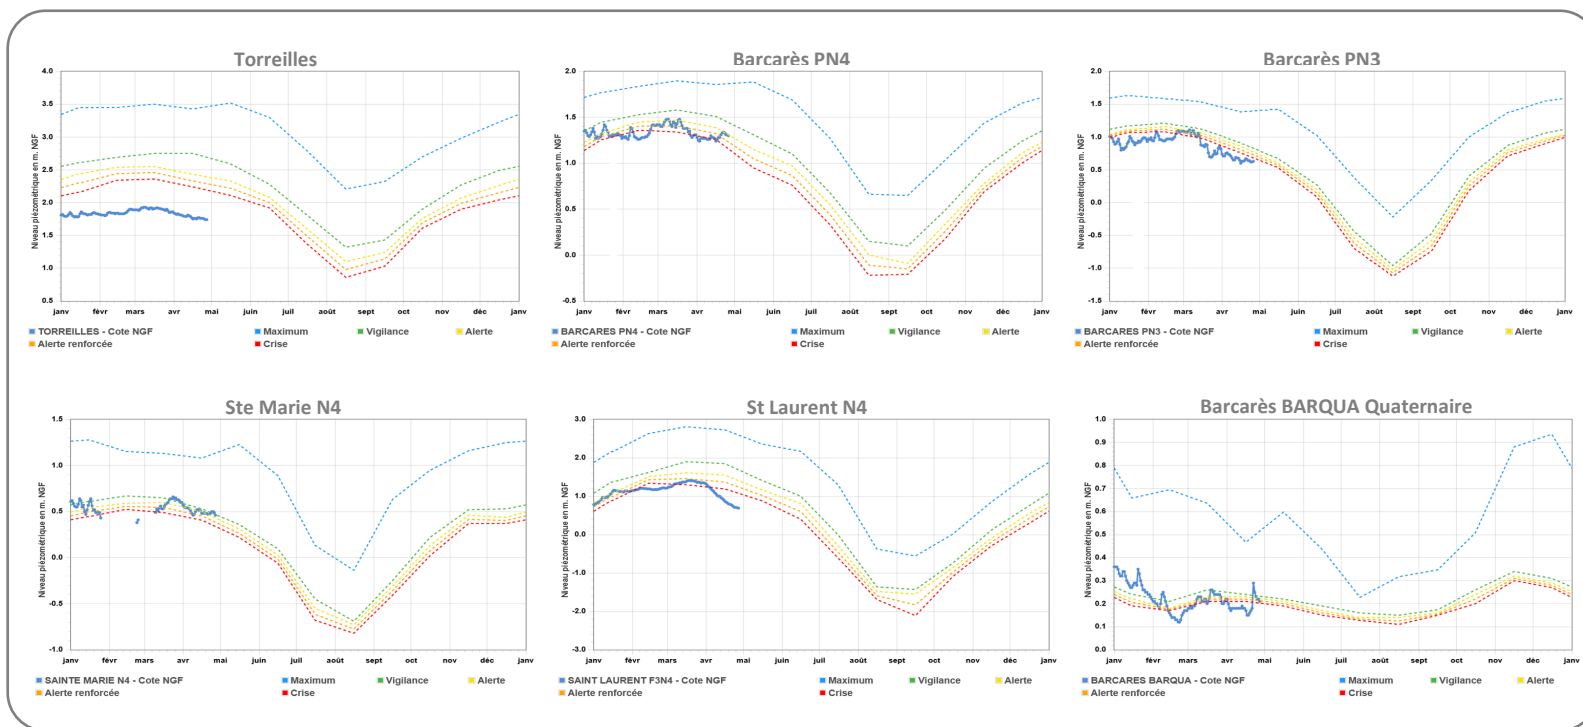 Torreilles
Niveau piézométrique en m. NGF
4.0
3.5
3.0
2.5
2.0
1.5
1.0
0.5
janv févr mars avr mai juin juil août sept oct nov déc janv
TORREILLES - Cote NGF Maximum Vigilance Alerte
Alerte renforcée Crise
Barcarès PN4
Niveau piézométrique en m. NGF
2.0
1.5
1.0
0.5
0.0
-0.5
janv févr mars avr mai juin juil août sept oct nov déc janv
BARCARES PN4 - Cote NGF Maximum Vigilance Alerte
Alerte renforcée Crise
Barcarès PN3
Niveau piézométrique en m. NGF
2.0
1.5
1.0
0.5
0.0
-0.5
-1.0
-1.5
janv févr mars avr mai juin juil août sept oct nov déc janv
BARCARES PN3 - Cote NGF Maximum Vigilance Alerte
Alerte renforcée Crise
Ste Marie N4
Niveau piézométrique en m. NGF
1.5
1.0
0.5
0.0
-0.5
-1.0
janv févr mars avr mai juin juil août sept oct nov déc janv
SAINTE MARIE N4 - Cote NGF Maximum Vigilance Alerte
Alerte renforcée Crise
St Laurent N4
Niveau piézométrique en m. NGF
3.0
2.0
1.0
0.0
-1.0
-2.0
-3.0
janv févr mars avr mai juin juil août sept oct nov déc janv
SAINT LAURENT F3N4 - Cote NGF Maximum Vigilance Alerte
Alerte renforcée Crise
Barcarès BARQUA Quaternaire
Niveau piézométrique en m. NGF
1.0
0.9
0.8
0.7
0.6
0.5
0.4
0.3
0.2
0.1
0.0
janv févr mars avr mai juin juil août sept oct nov déc janv
BARCARES BARQUA - Cote NGF Maximum Vigilance Alerte
Alerte renforcée Crise